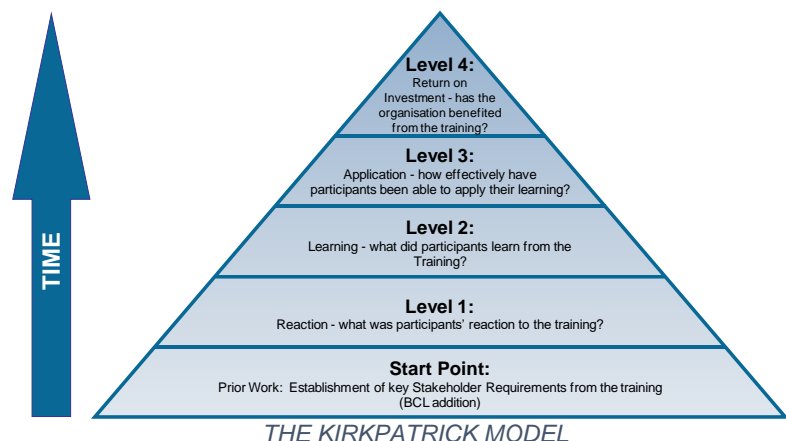 Level 4:
Return on
Investment - has the
organisation benefited
from the training?
Level 3:
Application - how effectively have
participants been able to apply their learning?
Level 2:
Learning - what did participants learn from the
Training?
Level 1:
Reaction - what was participants' reaction to the training?
Start Point:
Prior Work: Establishment of key Stakeholder Requirements from the training
(BCL addition)
TIME
THE KIRKPATRICK MODEL